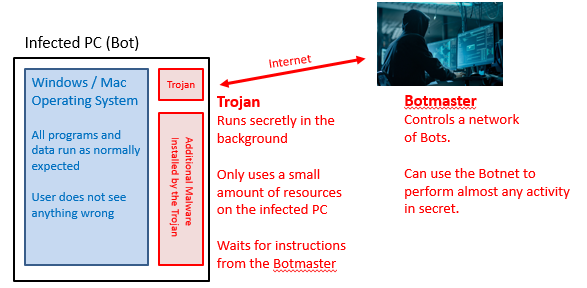 Infected PC (Bot)
Windows / Mac
Operating System
All programs and
data run as normally
expected
User does not see
anything wrong
Trojan
Additional Malware
Installed by the Trojan
Internet
Trojan
Runs secretly in the
background
Only uses a small
amount of resources
on the infected PC
Waits for instructions
from the Botmaster
Botmaster
Controls a network
of Bots.
Can use the Botnet to
perform almost any activity
in secret.